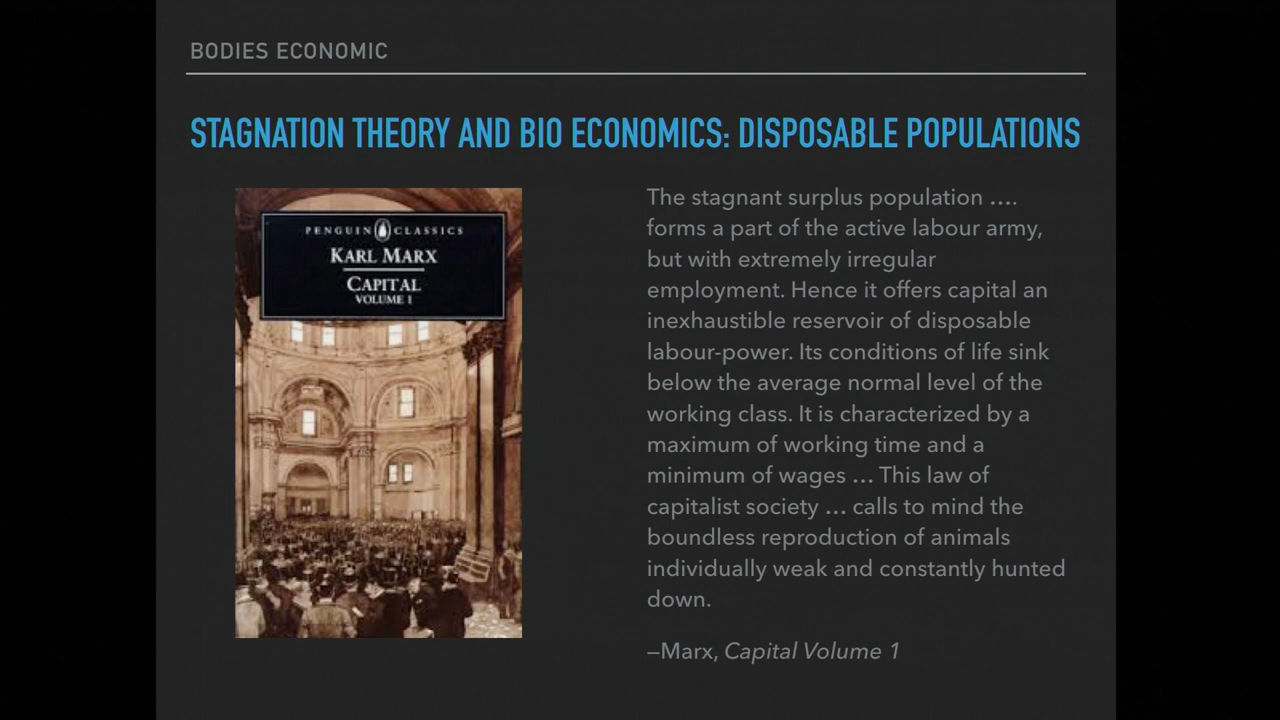 BODIES ECONOMIC
STAGNATION THEORY AND BIO ECONOMICS: DISPOSABLE POPULATIONS
PENGUIN CLASSICS
KARL MARX
CAPITAL
VOLUME 1
The stagnant surplus population ….
forms a part of the active labour army,
but with extremely irregular
employment. Hence it offers capital an
inexhaustible reservoir of disposable
labour-power. Its conditions of life sink
below the average normal level of the
working class. It is characterized by a
maximum of working time and a
minimum of wages … This law of
capitalist society … calls to mind the
boundless reproduction of animals
individually weak and constantly hunted
down.
—Marx, Capital Volume 1